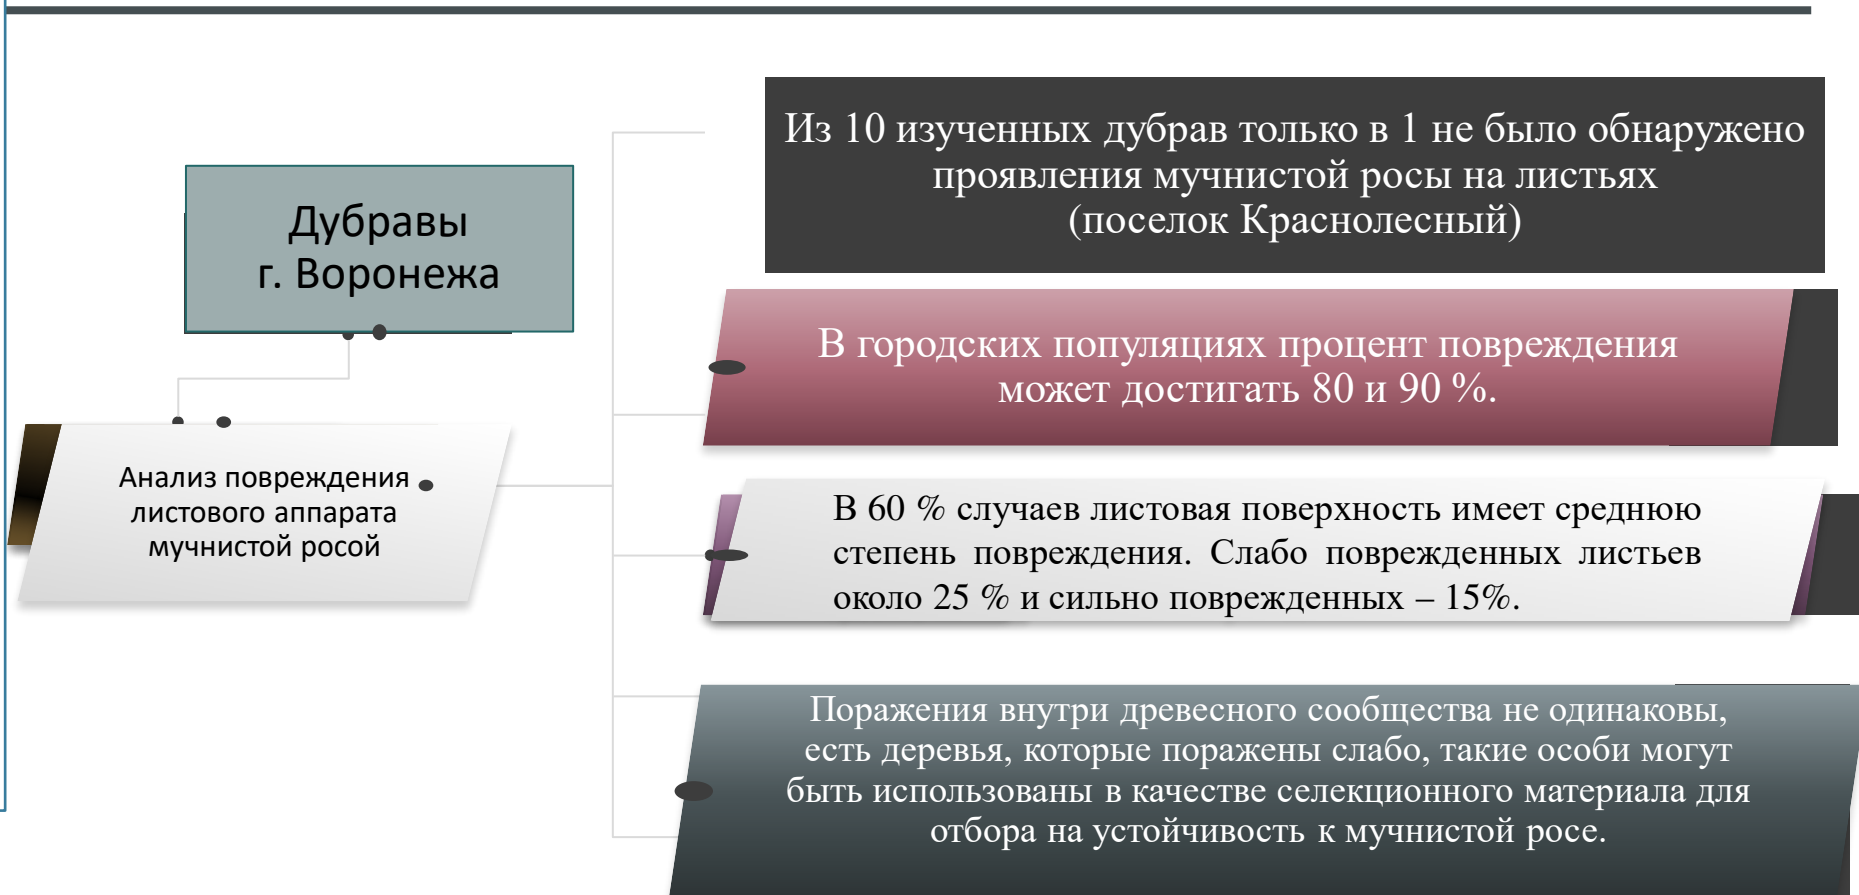 Дубравы
г. Воронежа
Анализ повреждения
листового аппарата
мучнистой росой
Из 10 изученных дубрав только в 1 не было обнаружено
проявления мучнистой росы на листьях
(поселок Краснолесный)
В городских популяциях процент повреждения
может достигать 80 и 90 %.
В 60 % случаев листовая поверхность имеет среднюю
степень повреждения. Слабо поврежденных листьев
около 25 % и сильно поврежденных – 15%.
Поражения внутри древесного сообщества не одинаковы,
есть деревья, которые поражены слабо, такие особи могут
быть использованы в качестве селекционного материала для
отбора на устойчивость к мучнистой росе.